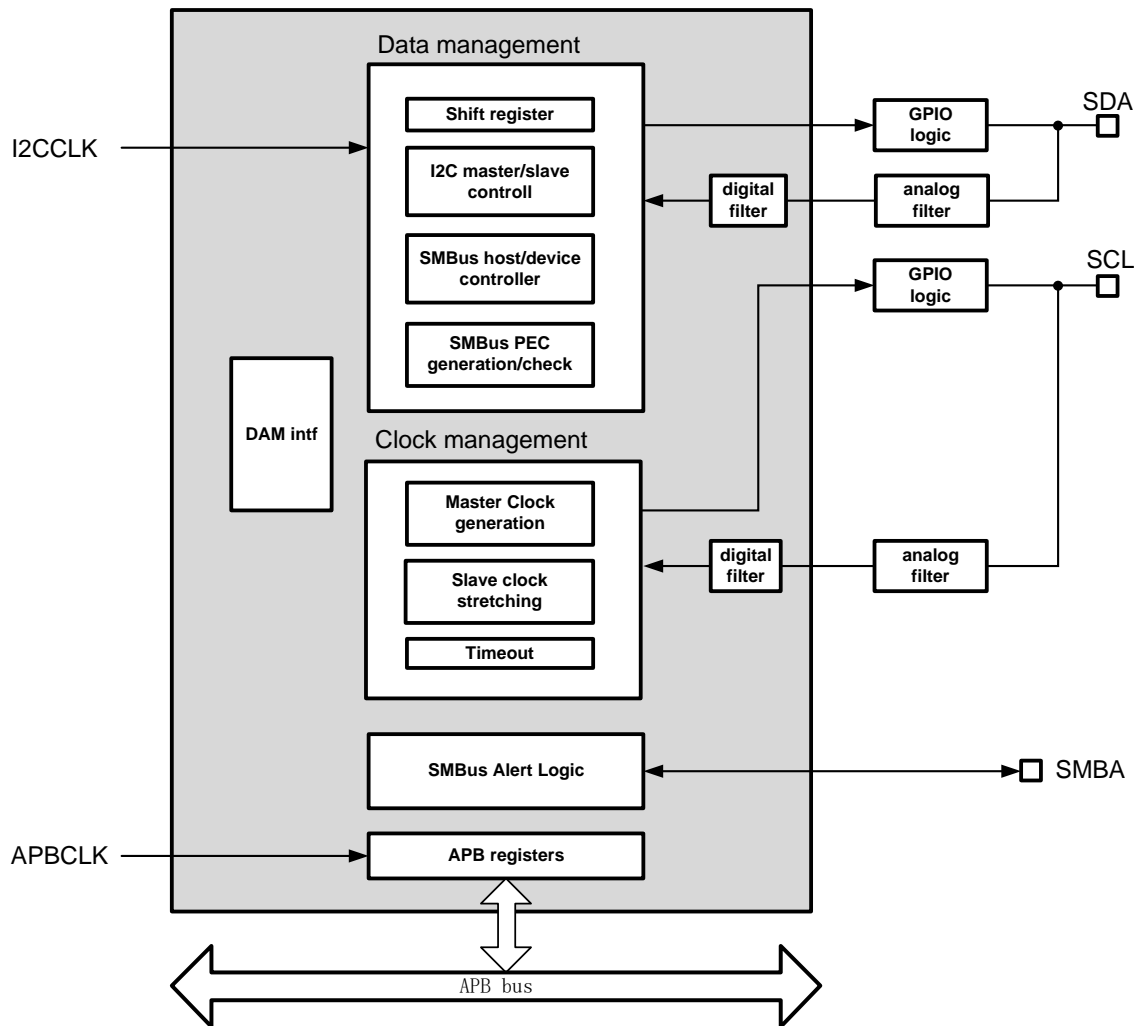 Data management
Shift register
I2C master/slave
controll
SMBus host/device
controller
SMBus PEC
generation/check
I2CCLK
GPIO
logic
SDA
digital
filter
analog
filter
GPIO
logic
SCL
DAM intf
Clock management
Master Clock
generation
Slave clock
stretching
Timeout
digital
filter
analog
filter
SMBus Alert Logic
SMBA
APBCLK
APB registers
APB bus